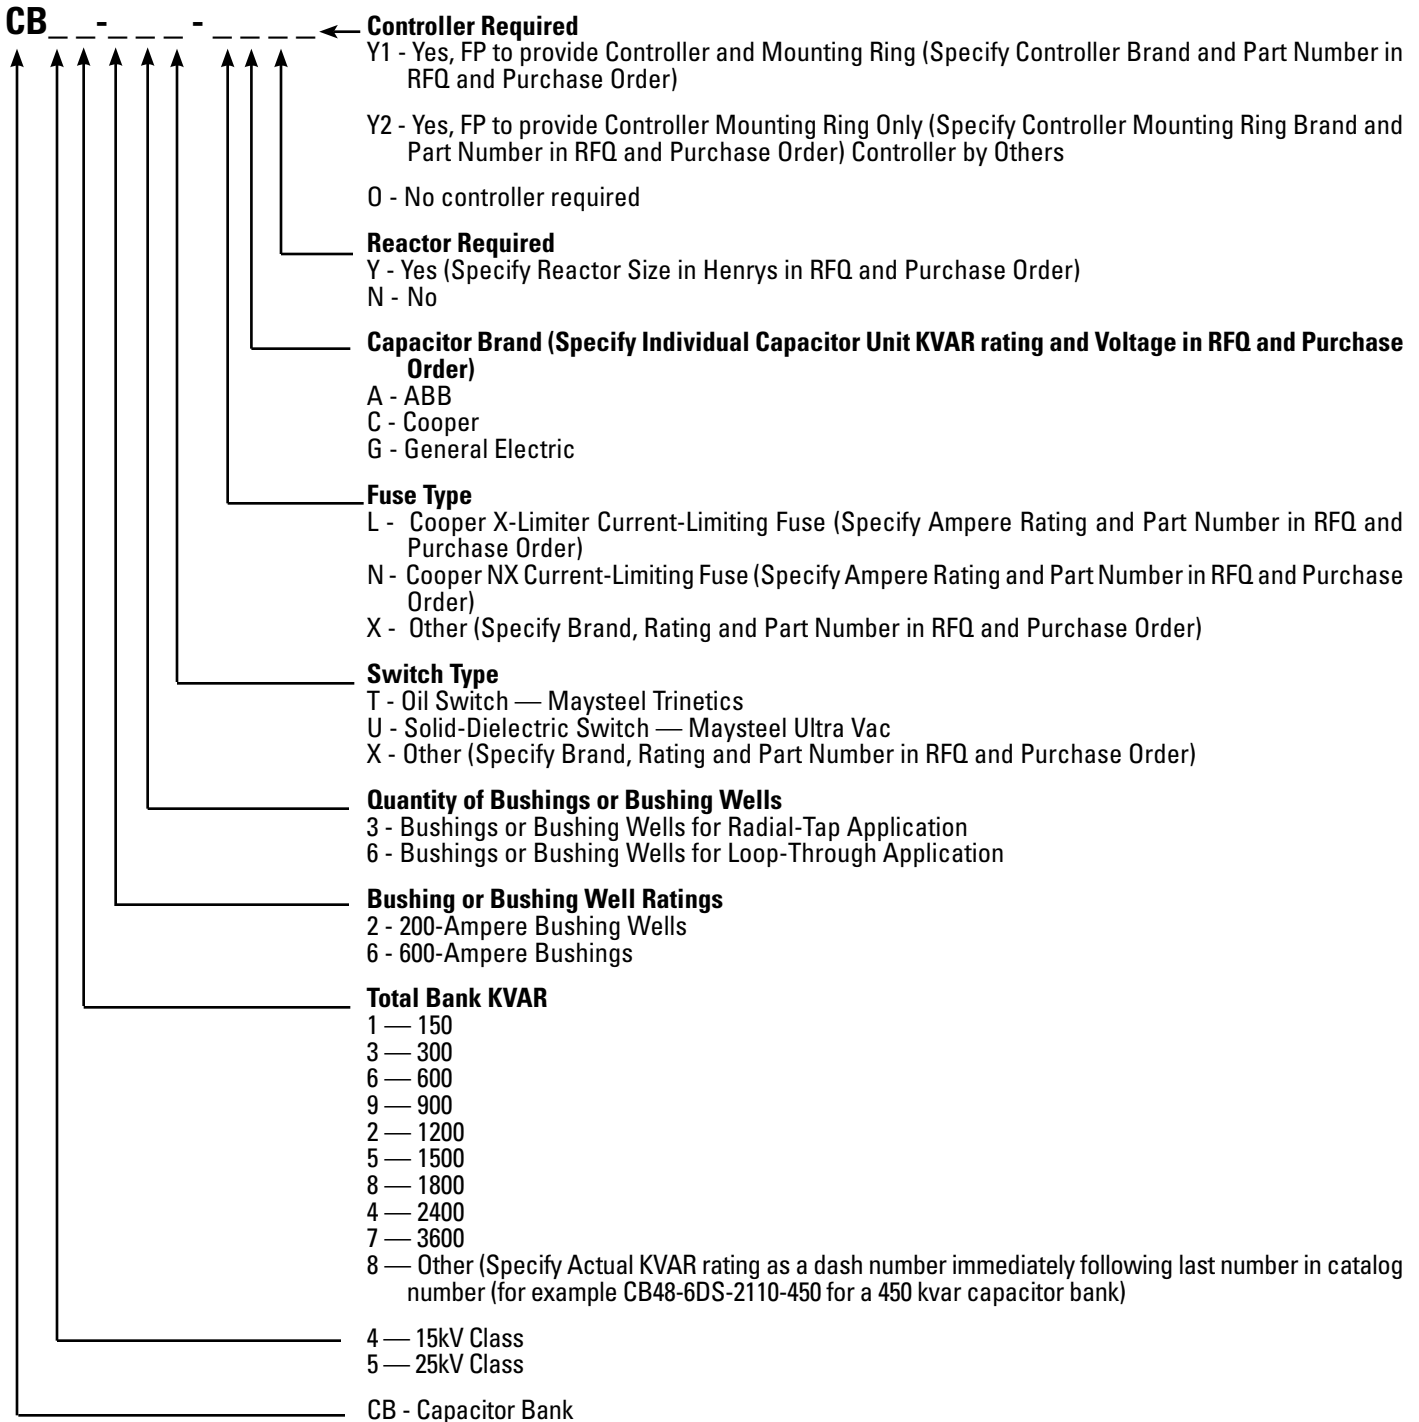 CB_ _-_ _ _ - _ _ _ _ Controller Required
Y1 - Yes, FP to provide Controller and Mounting Ring (Specify Controller Brand and Part Number in
RFQ and Purchase Order)
Y2 - Yes, FP to provide Controller Mounting Ring Only (Specify Controller Mounting Ring Brand and
Part Number in RFQ and Purchase Order) Controller by Others
O - No controller required
Reactor Required
Y - Yes (Specify Reactor Size in Henrys in RFQ and Purchase Order)
N - No
Capacitor Brand (Specify Individual Capacitor Unit KVAR rating and Voltage in RFQ and Purchase
Order)
A - ABB
C - Cooper
G - General Electric
Fuse Type
L - Cooper X-Limiter Current-Limiting Fuse (Specify Ampere Rating and Part Number in RFQ and
Purchase Order)
N - Cooper NX Current-Limiting Fuse (Specify Ampere Rating and Part Number in RFQ and Purchase
Order)
X - Other (Specify Brand, Rating and Part Number in RFQ and Purchase Order)
Switch Type
T - Oil Switch — Maysteel Trinetics
U - Solid-Dielectric Switch — Maysteel Ultra Vac
X - Other (Specify Brand, Rating and Part Number in RFQ and Purchase Order)
Quantity of Bushings or Bushing Wells
3 - Bushings or Bushing Wells for Radial-Tap Application
6 - Bushings or Bushing Wells for Loop-Through Application
Bushing or Bushing Well Ratings
2 - 200-Ampere Bushing Wells
6 - 600-Ampere Bushings
Total Bank KVAR
1 — 150
3 — 300
6 — 600
9 — 900
2 — 1200
5 — 1500
8 — 1800
4 — 2400
7 — 3600
8 — Other (Specify Actual KVAR rating as a dash number immediately following last number in catalog
number (for example CB48-6DS-2110-450 for a 450 kvar capacitor bank)
4 — 15kV Class
5 — 25kV Class
CB - Capacitor Bank